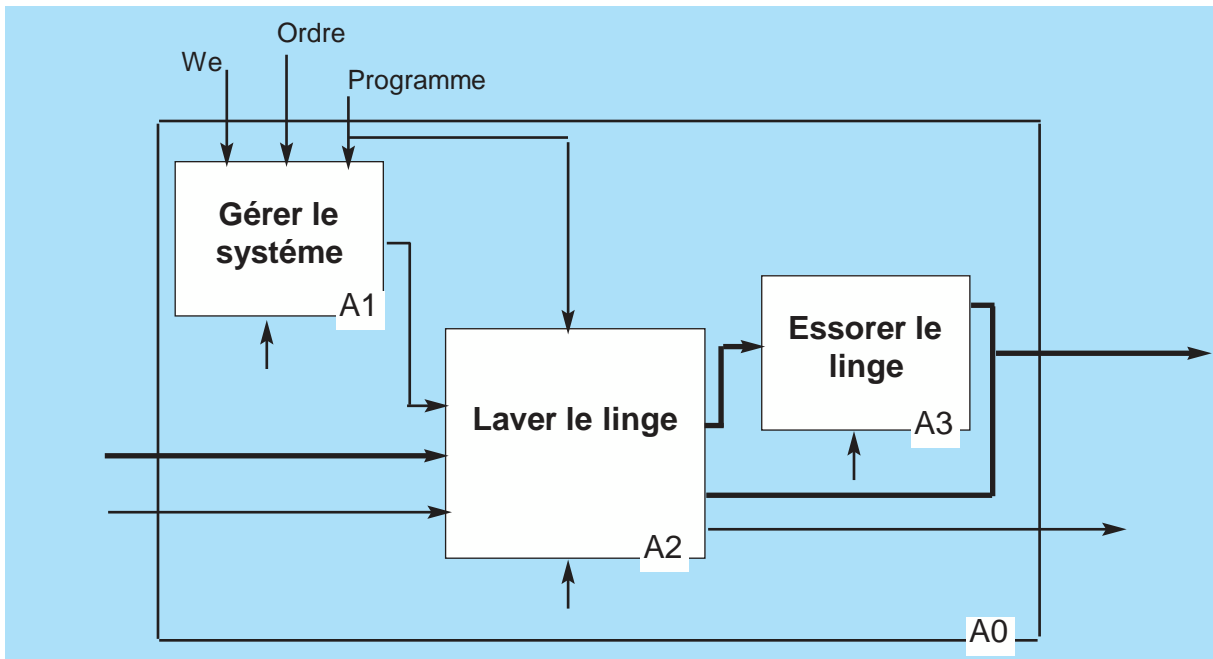 Ordre
We
Programme
Gérer le
systéme
A1
Essorer le
linge
A3
Laver le linge
A2
A0